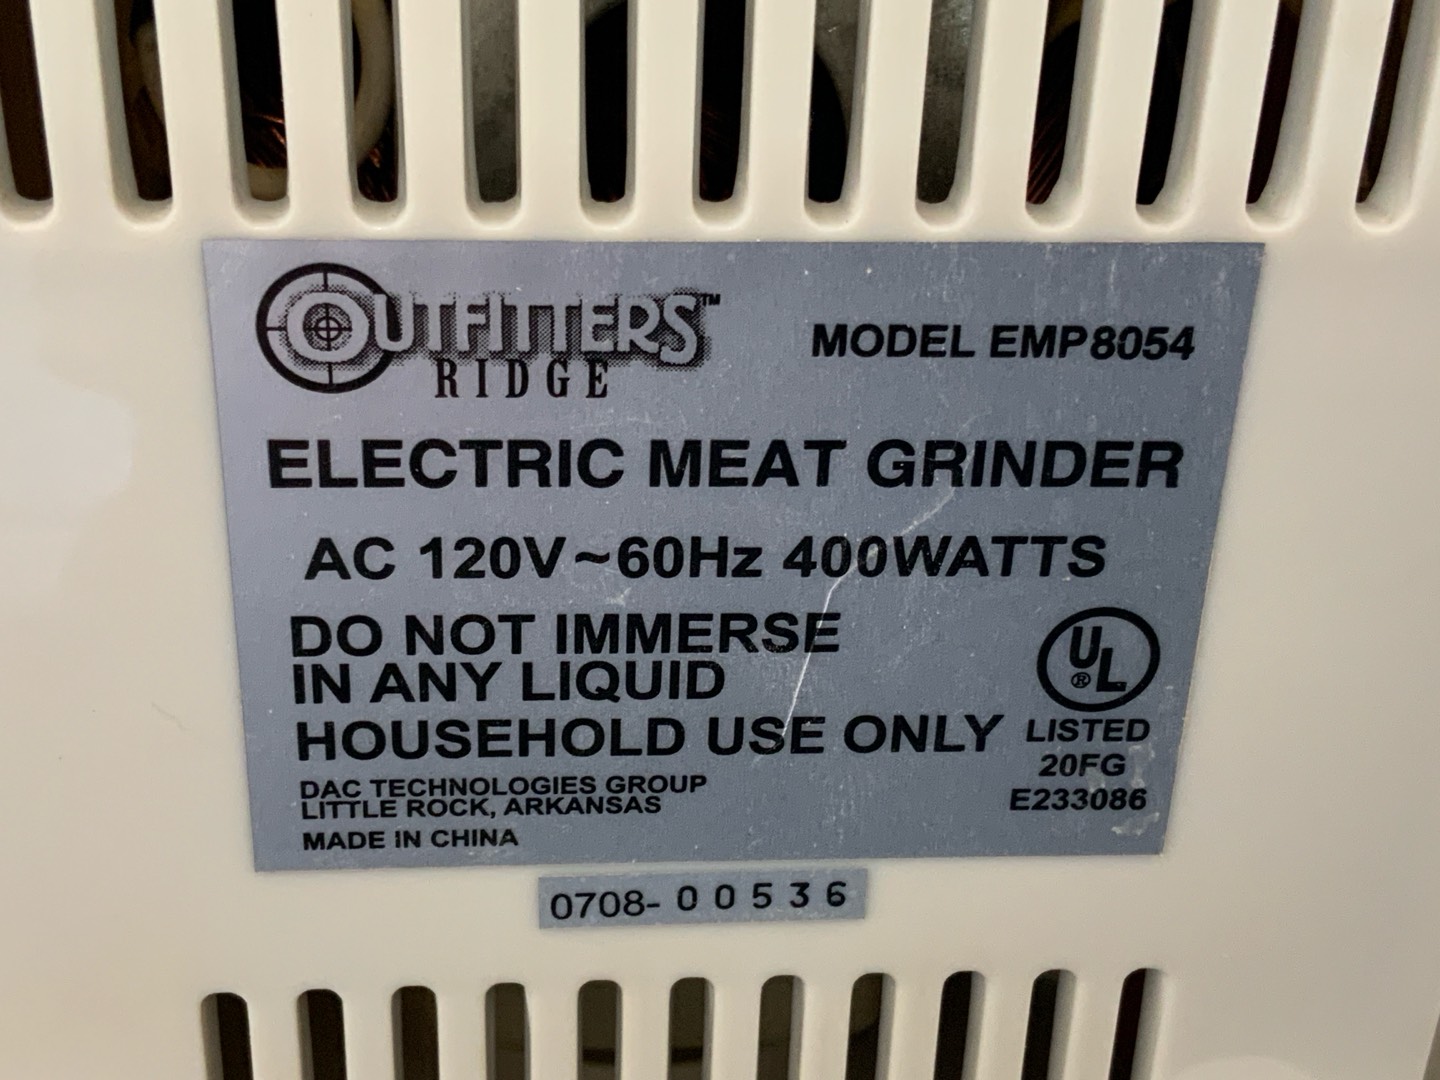 OUTFITTERS™
RIDGE
MODEL EMP8054
ELECTRIC MEAT GRINDER
AC 120V~60Hz 400WATTS
DO NOT IMMERSE
IN ANY LIQUID
HOUSEHOLD USE ONLY
DAC TECHNOLOGIES GROUP
LITTLE ROCK, ARKANSAS
MADE IN CHINA
UL®
LISTED
20FG
E233086
0708-00536